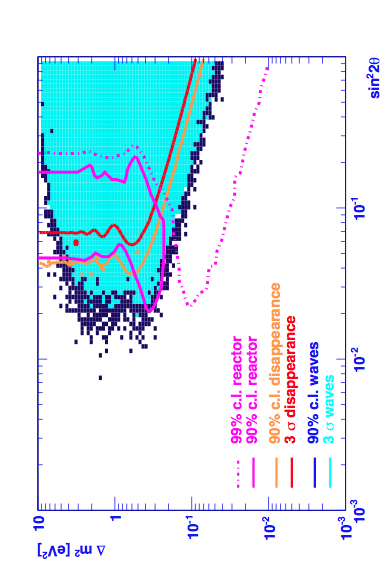 Δ m² [eV²]
10
1
10⁻¹
10⁻²
10⁻³
10⁻³
10⁻²
10⁻¹
sin²2θ
99% c.l. reactor
90% c.l. reactor
90% c.l. disappearance
3 σ disappearance
90% c.l. waves
3 σ waves